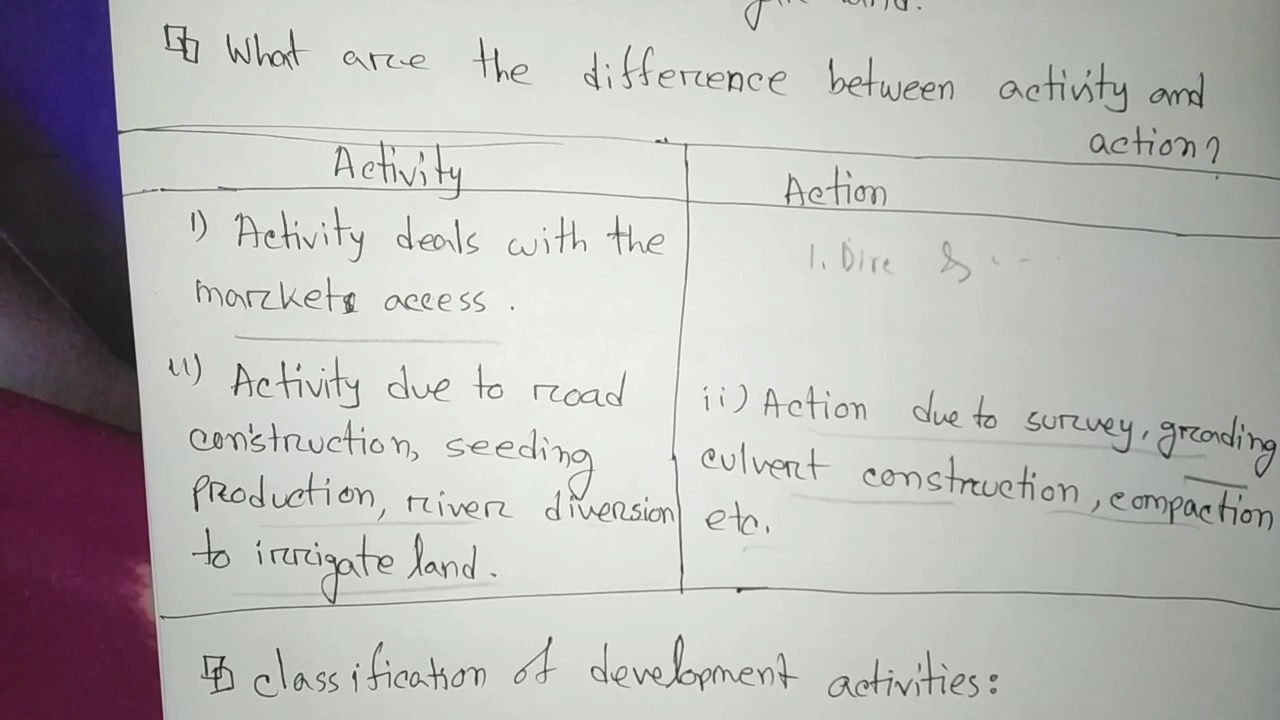 What are the difference between activity and
action?
Activity
Action
i) Activity deals with the
markets access.
1. Dire &
ii) Activity due to road
construction, seeding
production, river diversion
to irrigate land.
ii) Action due to survey, grading
culvert construction, compaction
etc.
classification of development activities: